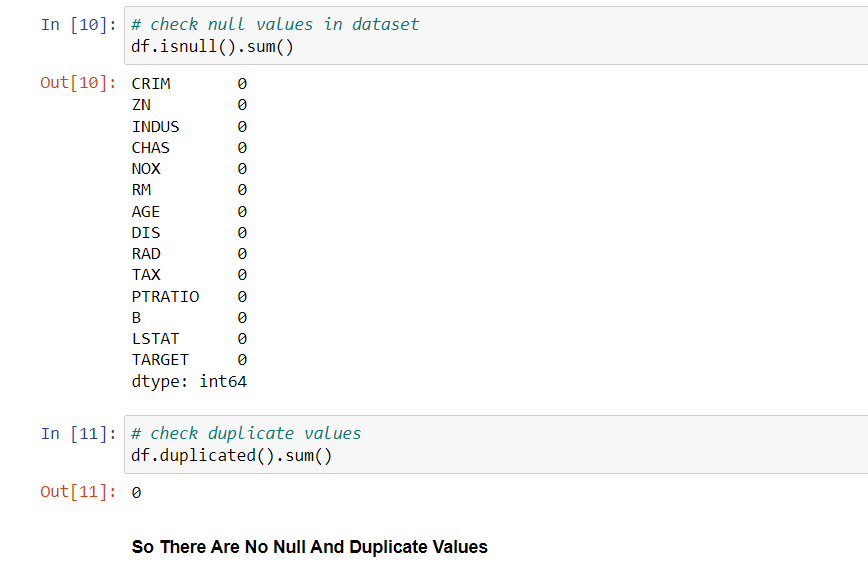 In [10]: # check null values in dataset
df.isnull().sum()
Out[10]: CRIM 0
ZN 0
INDUS 0
CHAS 0
NOX 0
RM 0
AGE 0
DIS 0
RAD 0
TAX 0
PTRATIO 0
B 0
LSTAT 0
TARGET 0
dtype: int64
In [11]: # check duplicate values
df.duplicated().sum()
Out[11]: 0
So There Are No Null And Duplicate Values